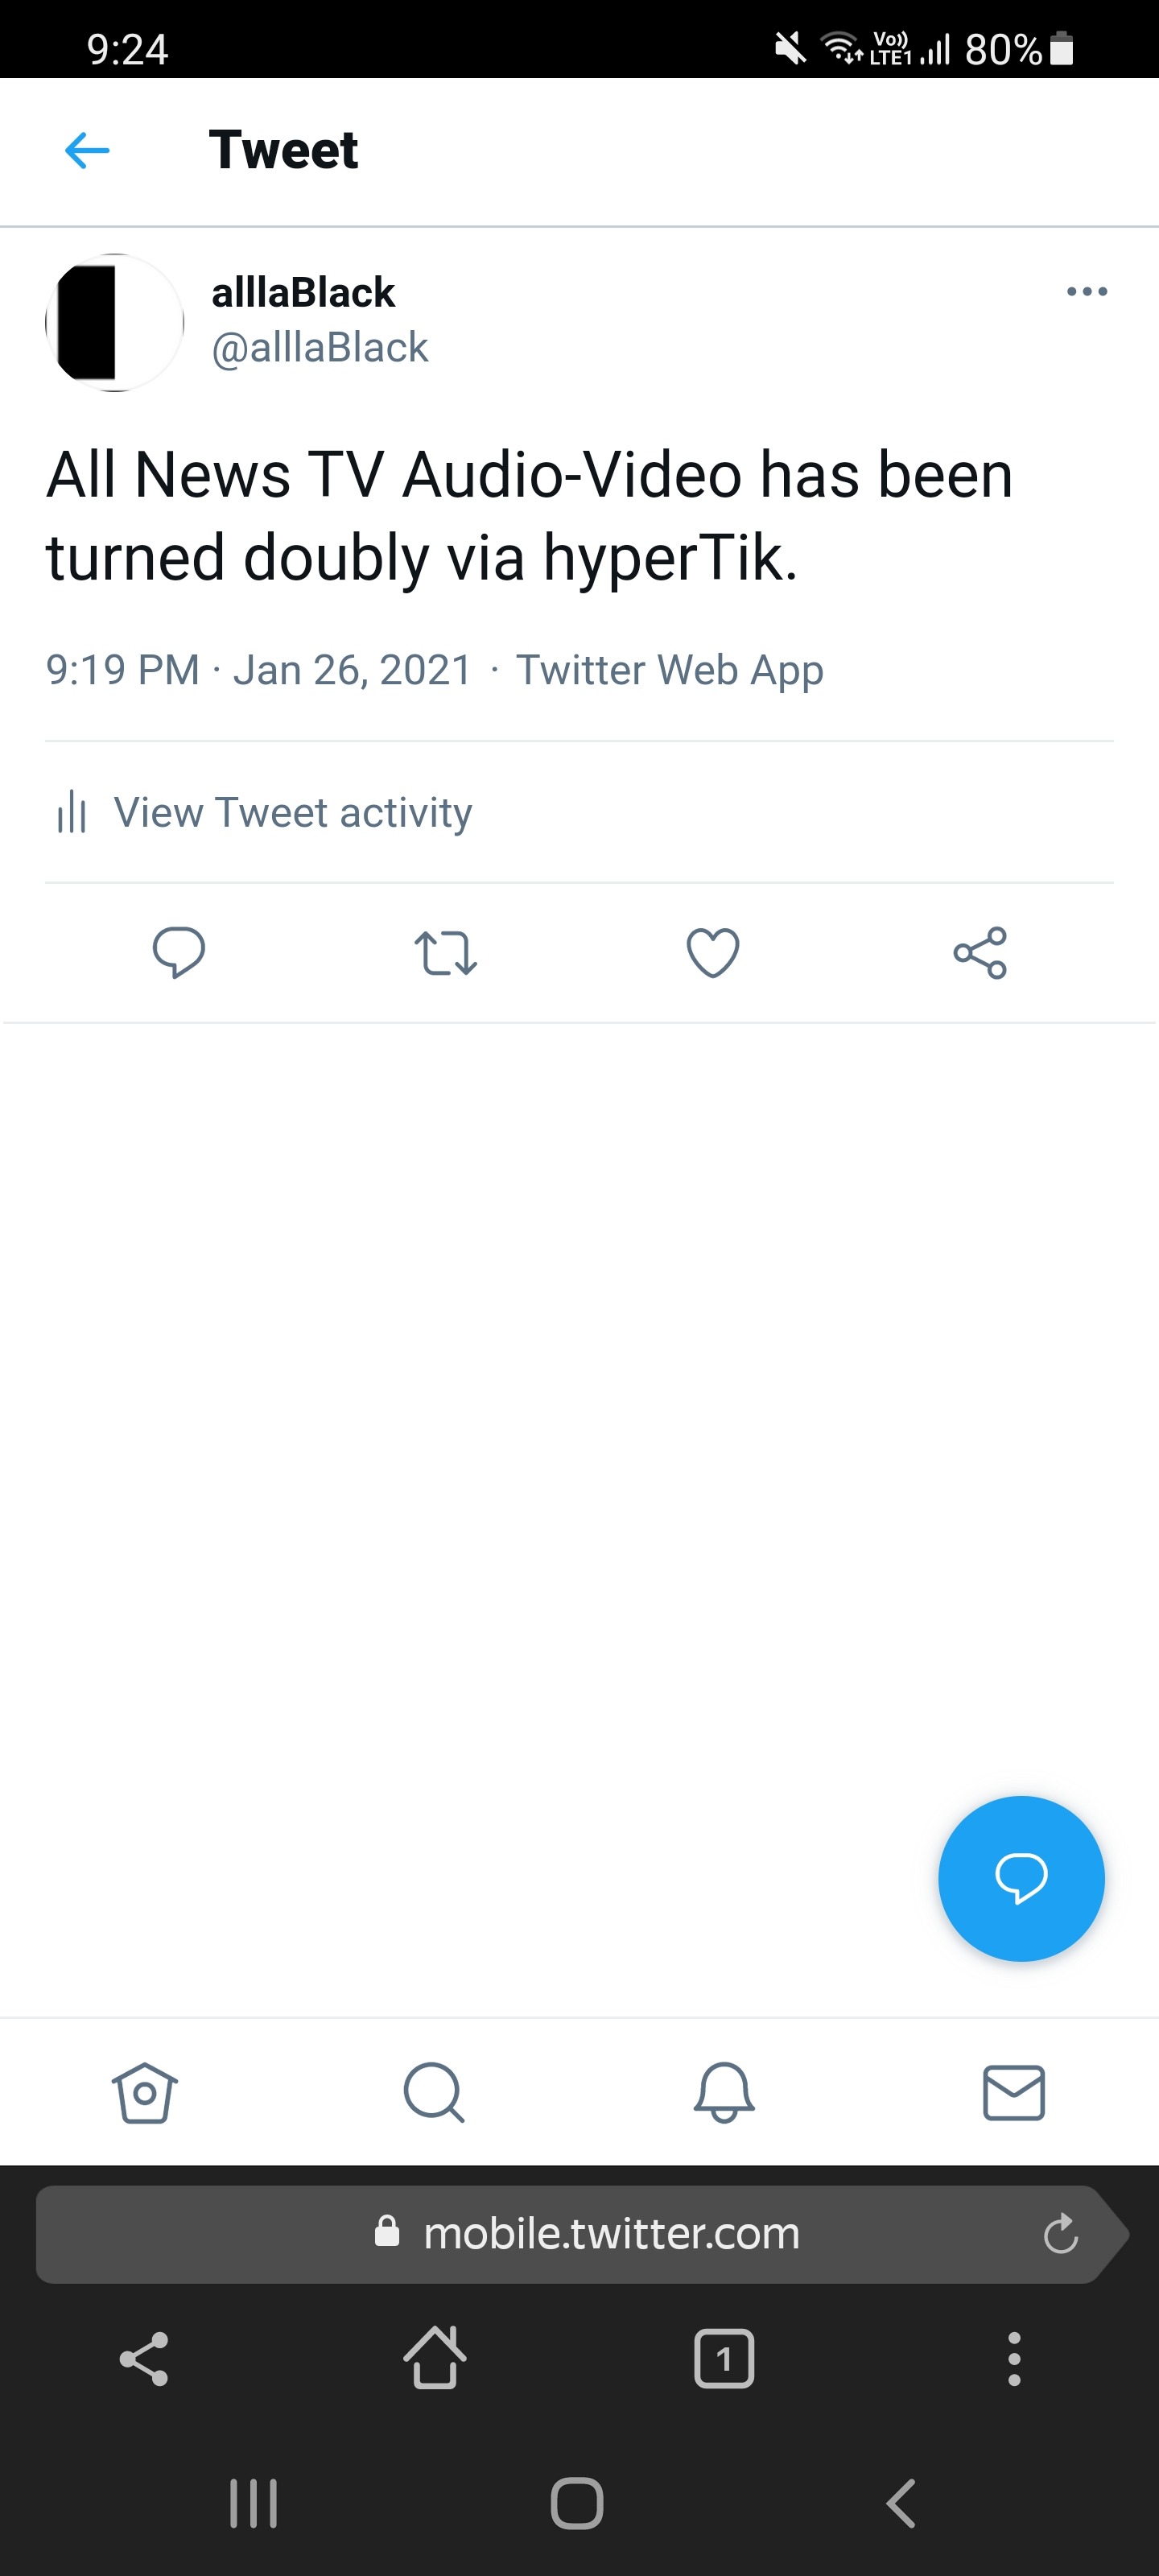 9:24 Vo)) LTE1 80%
Tweet
alllaBlack
@alllaBlack
All News TV Audio-Video has been
turned doubly via hyperTik.
9:19 PM · Jan 26, 2021 · Twitter Web App
View Tweet activity
mobile.twitter.com
1